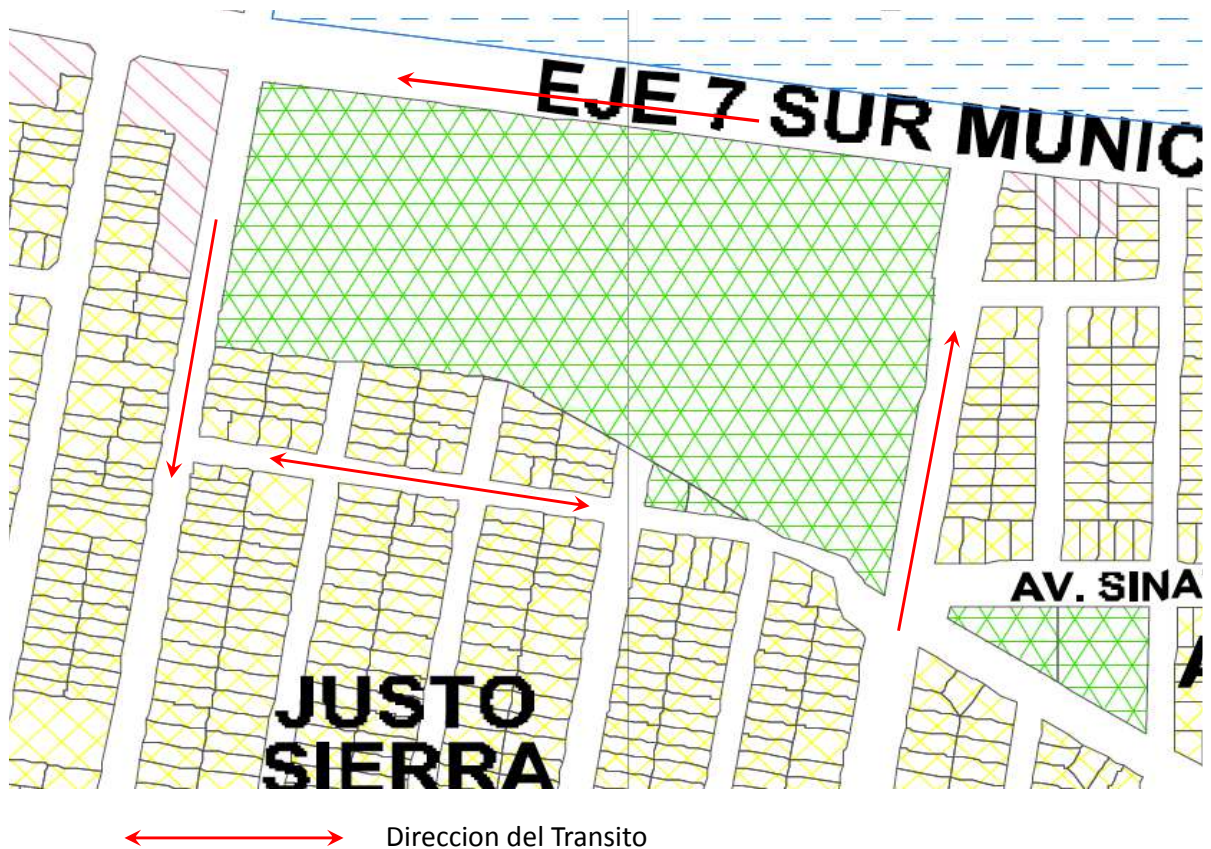 EJE 7 SUR MUNIC
AV. SINA
A
JUSTO
SIERRA
Direccion del Transito